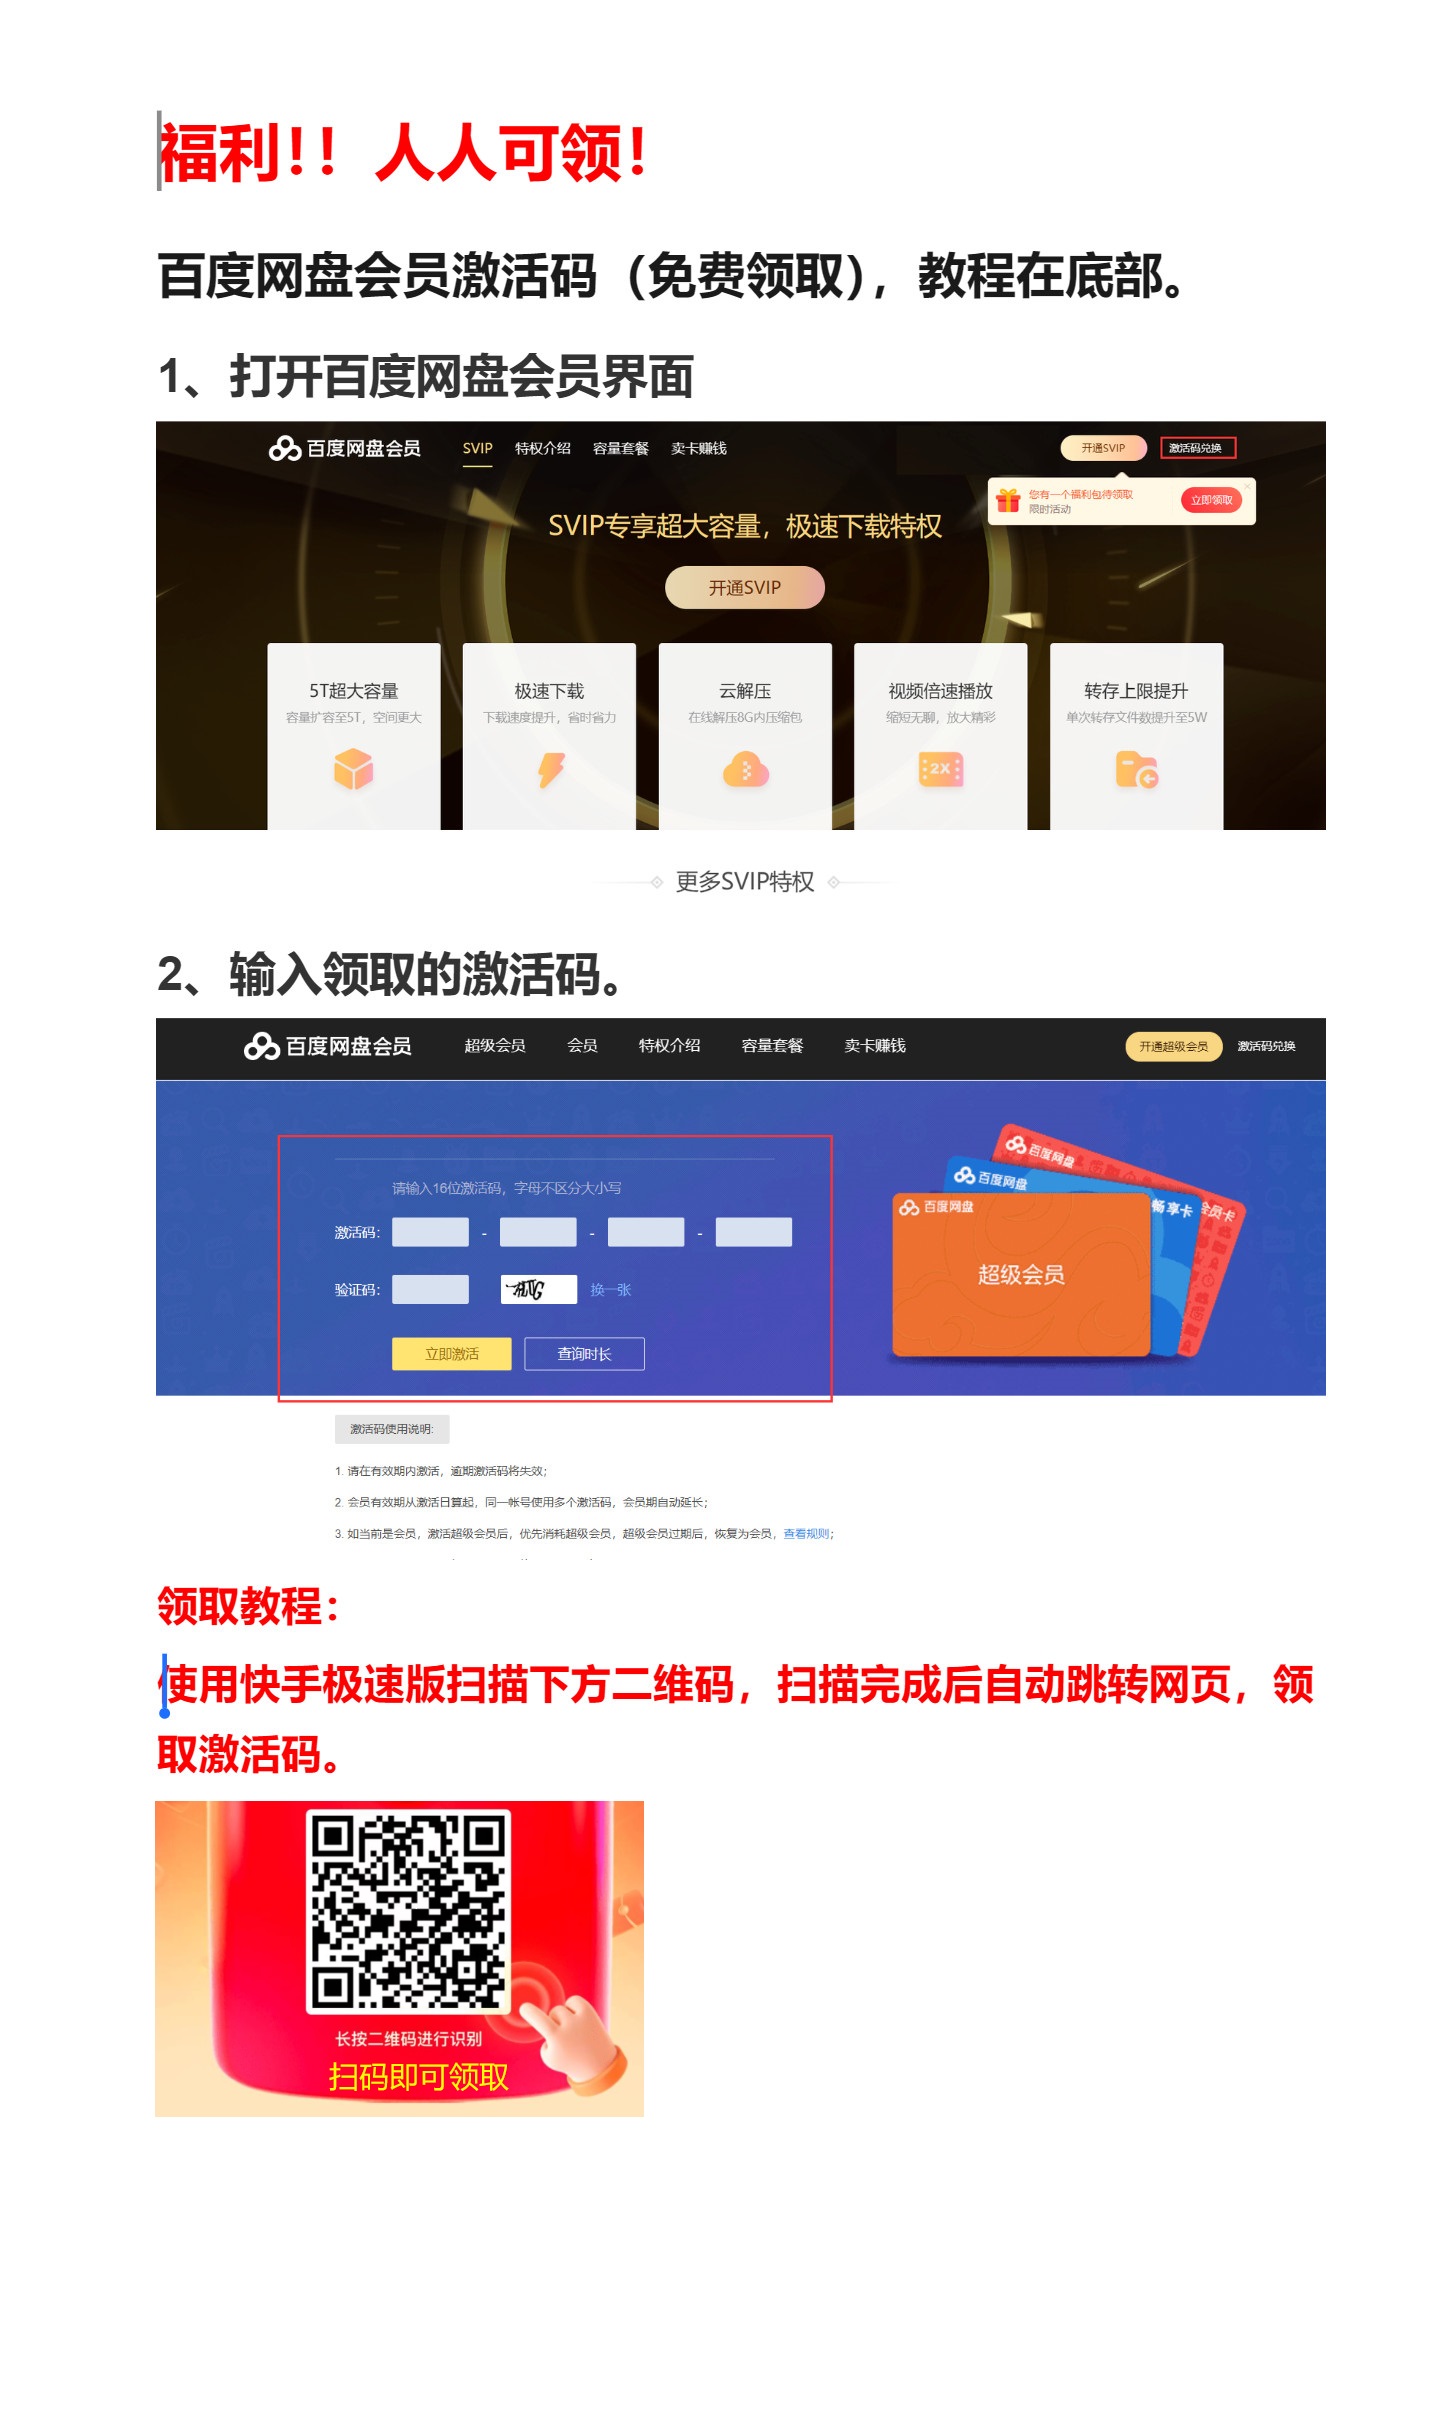 福利！！人人可领！
百度网盘会员激活码（免费领取），教程在底部。
1、打开百度网盘会员界面
百度网盘会员 SVIP 特权介绍 容量套餐 卖卡赚钱 开通SVIP 激活码兑换
您有一个福利包待领取
限时活动
立即领取
SVIP专享超大容量，极速下载特权
开通SVIP
5T超大容量 极速下载 云解压 视频倍速播放 转存上限提升
容量扩容至5T，空间更大 下载速度提升，省时省力 在线解压8G内压缩包 缩短无聊，放大精彩 单次转存文件数提升至5W
2X
更多SVIP特权
2、输入领取的激活码。
百度网盘会员 超级会员 会员 特权介绍 容量套餐 卖卡赚钱 开通超级会员 激活码兑换
请输入16位激活码，字母不区分大小写
激活码： - - -
验证码： 换一张
立即激活 查询时长
百度网盘
百度网盘
百度网盘
畅享卡
会员卡
超级会员
激活码使用说明:
1. 请在有效期内激活，逾期激活码将失效；
2. 会员有效期从激活日算起，同一帐号使用多个激活码，会员期自动延长；
3. 如当前是会员，激活超级会员后，优先消耗超级会员，超级会员过期后，恢复为会员，查看规则；
领取教程：
使用快手极速版扫描下方二维码，扫描完成后自动跳转网页，领
取激活码。
长按二维码进行识别
扫码即可领取